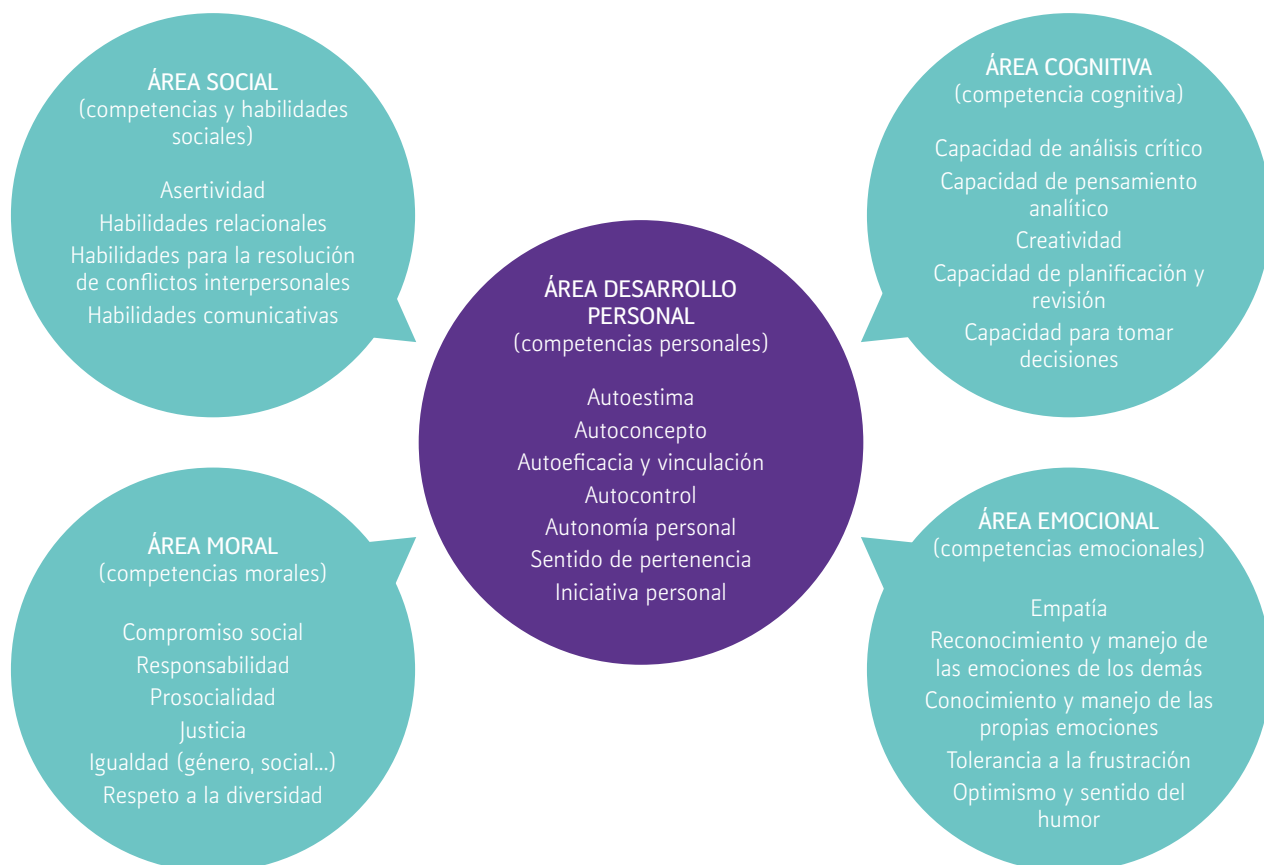 ÁREA SOCIAL
(competencias y habilidades
sociales)
Asertividad
Habilidades relacionales
Habilidades para la resolución
de conflictos interpersonales
Habilidades comunicativas
ÁREA COGNITIVA
(competencia cognitiva)
Capacidad de análisis crítico
Capacidad de pensamiento
analítico
Creatividad
Capacidad de planificación y
revisión
Capacidad para tomar
decisiones
ÁREA DESARROLLO
PERSONAL
(competencias personales)
Autoestima
Autoconcepto
Autoeficacia y vinculación
Autocontrol
Autonomía personal
Sentido de pertenencia
Iniciativa personal
ÁREA MORAL
(competencias morales)
Compromiso social
Responsabilidad
Prosocialidad
Justicia
Igualdad (género, social...)
Respeto a la diversidad
ÁREA EMOCIONAL
(competencias emocionales)
Empatía
Reconocimiento y manejo de
las emociones de los demás
Conocimiento y manejo de las
propias emociones
Tolerancia a la frustración
Optimismo y sentido del
humor